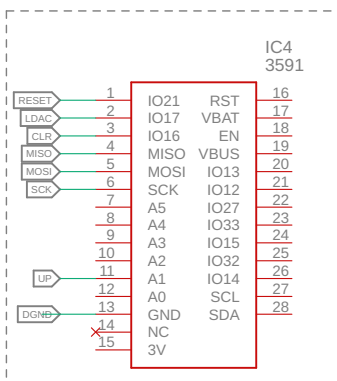 IC4
3591
RESET 1 IO21 RST 16
LDAC 2 IO17 VBAT 17
CLR 3 IO16 EN 18
MISO 4 MISO VBUS 19
MOSI 5 MOSI IO13 20
SCK 6 SCK IO12 21
7 A5 IO27 22
8 A4 IO33 23
9 A3 IO15 24
10 A2 IO32 25
UP 11 A1 IO14 26
12 A0 SCL 27
DGND 13 GND SDA 28
14 NC
15 3V